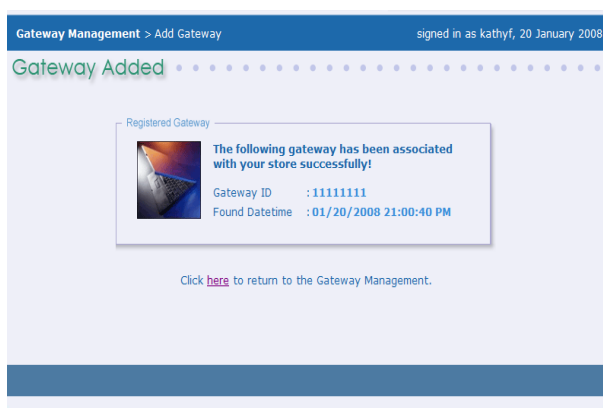 Gateway Management > Add Gateway signed in as kathyf, 20 January 2008
Gateway Added
Registered Gateway
The following gateway has been associated
with your store successfully!
Gateway ID : 11111111
Found Datetime : 01/20/2008 21:00:40 PM
Click here to return to the Gateway Management.